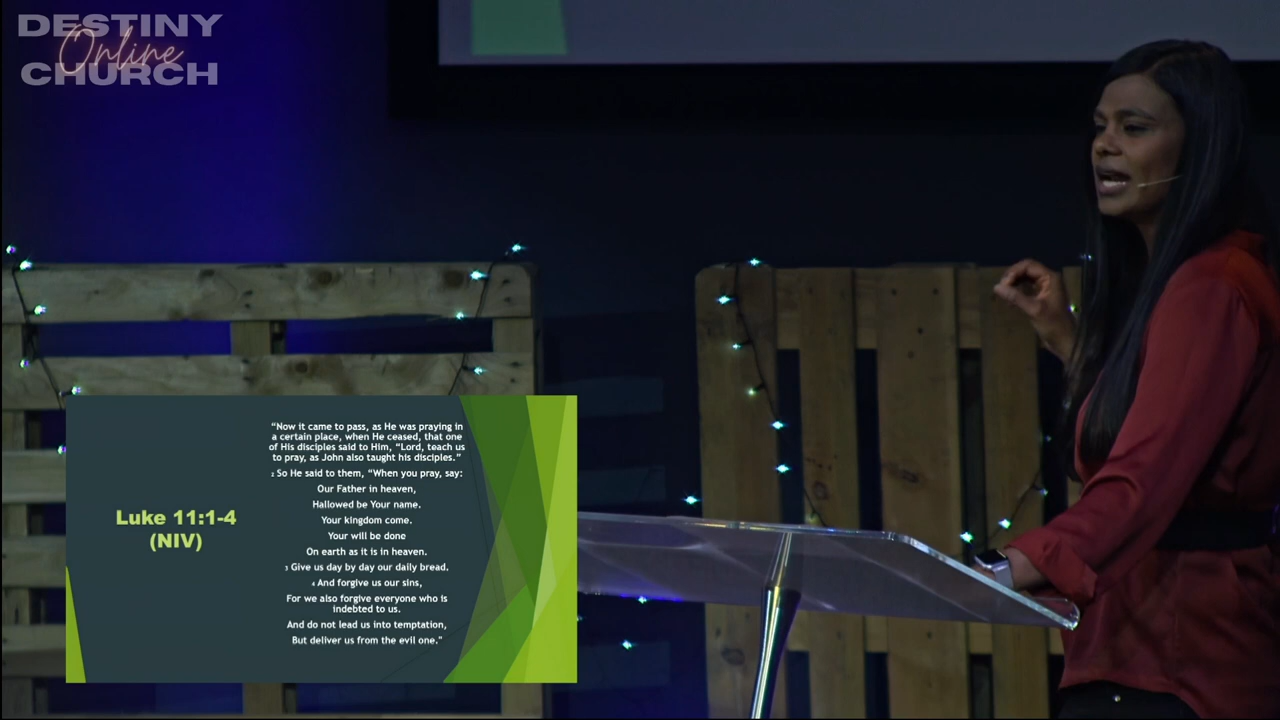 DESTINY
Online
CHURCH
Luke 11:1-4
(NIV)
“Now it came to pass, as He was praying in
a certain place, when He ceased, that one
of His disciples said to Him, “Lord, teach us
to pray, as John also taught his disciples.”
2 So He said to them, “When you pray, say:
Our Father in heaven,
Hallowed be Your name.
Your kingdom come.
Your will be done
On earth as it is in heaven.
3 Give us day by day our daily bread.
4 And forgive us our sins,
For we also forgive everyone who is
indebted to us.
And do not lead us into temptation,
But deliver us from the evil one.”